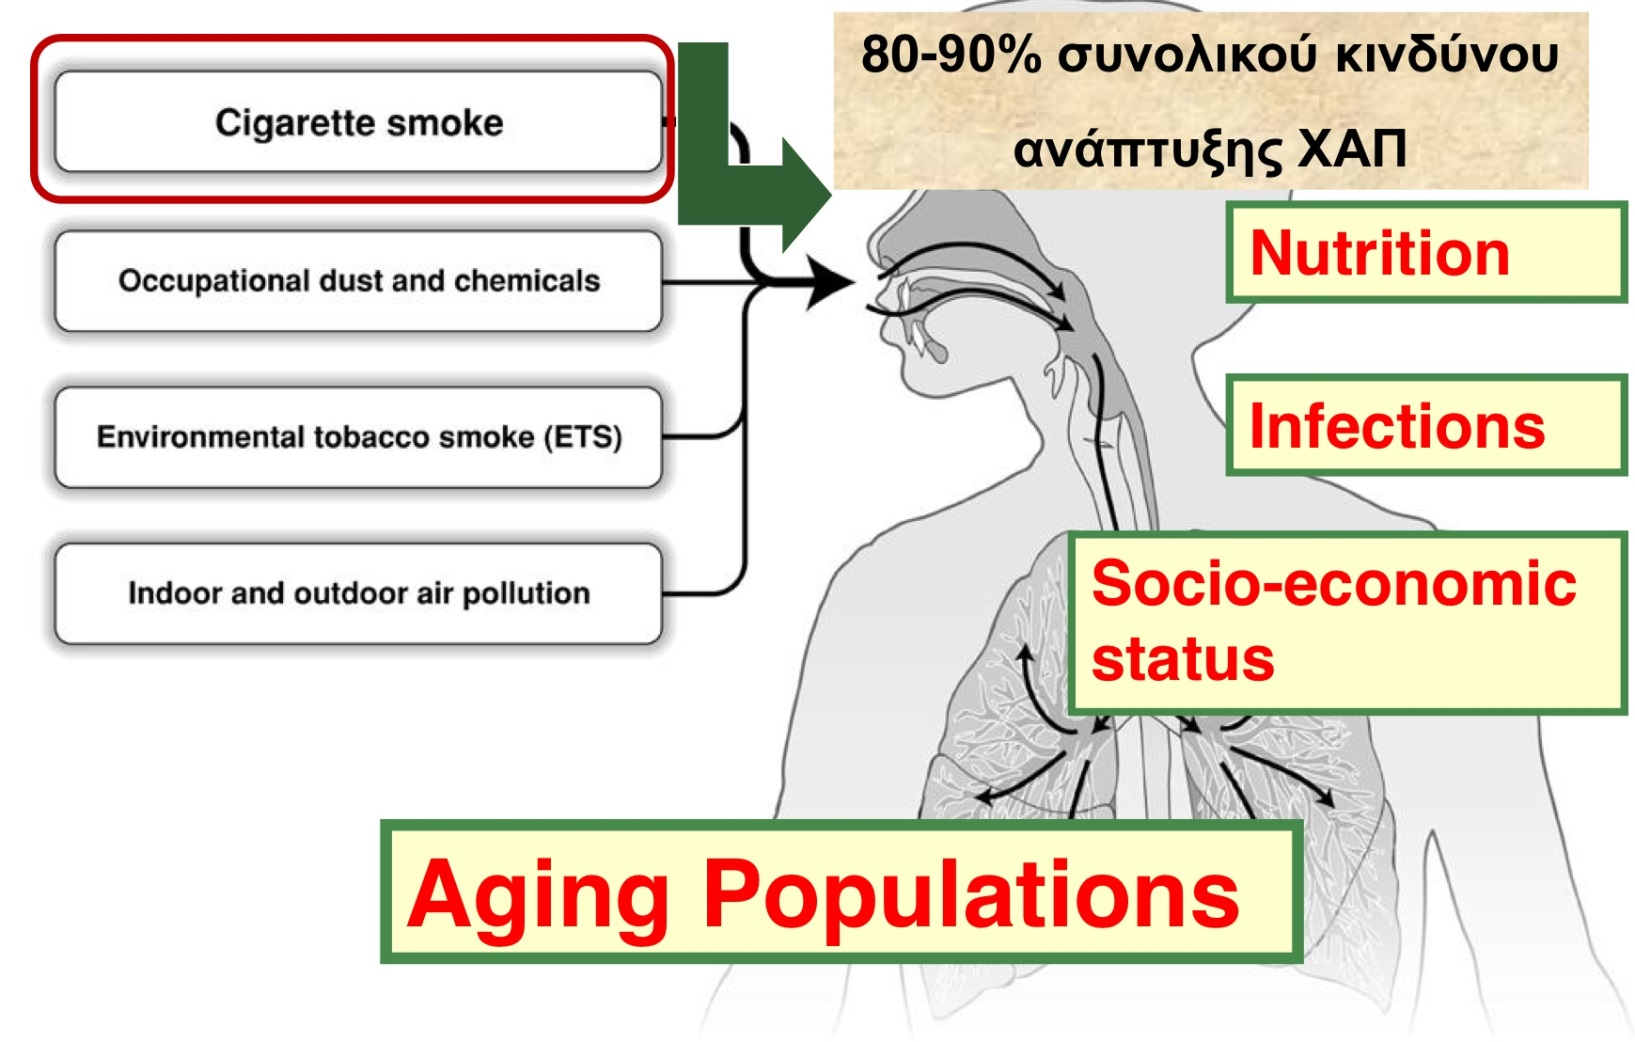 Cigarette smoke
Occupational dust and chemicals
Environmental tobacco smoke (ETS)
Indoor and outdoor air pollution
80-90% συνολικού κινδύνου
ανάπτυξης ΧΑΠ
Nutrition
Infections
Socio-economic
status
Aging Populations